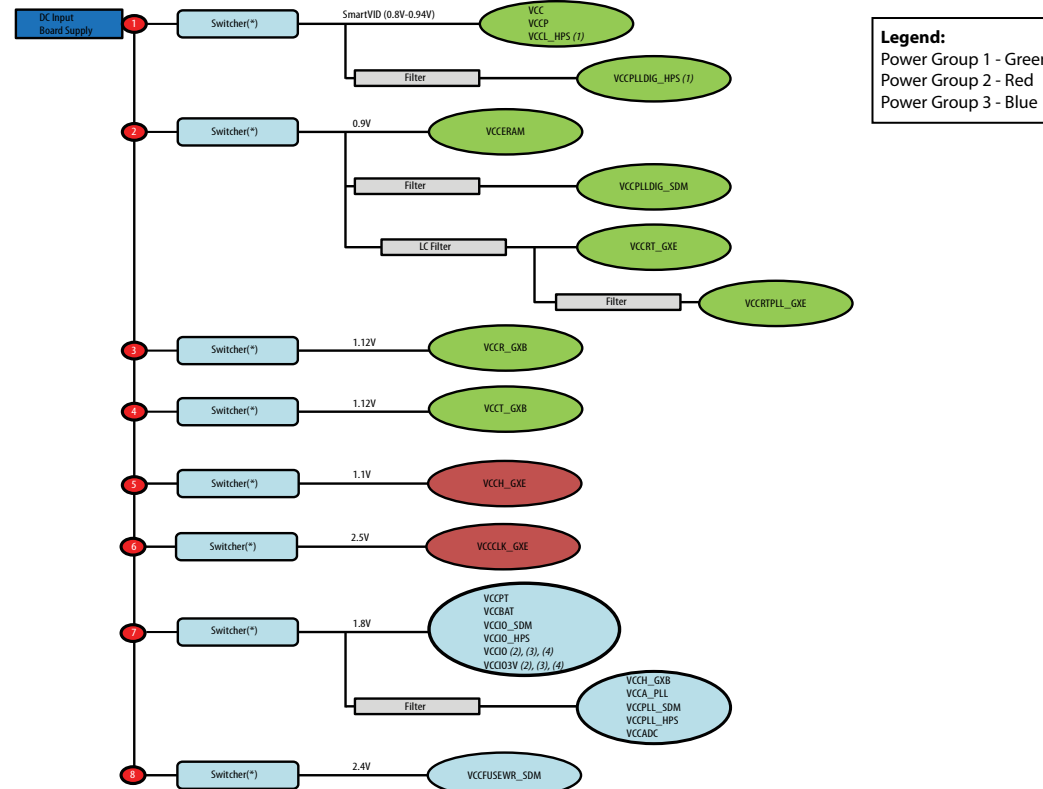 DC Input
Board Supply
1
Switcher(*)
SmartVID (0.8V-0.94V)
VCC
VCCP
VCCL_HPS (1)
Filter
VCCPLLDIG_HPS (1)
Legend:
Power Group 1 - Green
Power Group 2 - Red
Power Group 3 - Blue
2
Switcher(*)
0.9V
VCCERAM
Filter
VCCPLLDIG_SDM
LC Filter
VCCRT_GXE
Filter
VCCRTPLL_GXE
3
Switcher(*)
1.12V
VCCR_GXB
4
Switcher(*)
1.12V
VCCT_GXB
5
Switcher(*)
1.1V
VCCH_GXE
6
Switcher(*)
2.5V
VCCCLK_GXE
7
Switcher(*)
1.8V
VCCPT
VCCBAT
VCCIO_SDM
VCCIO_HPS
VCCIO (2), (3), (4)
VCCIO3V (2), (3), (4)
Filter
VCCH_GXB
VCCA_PLL
VCCPLL_SDM
VCCPLL_HPS
VCCADC
8
Switcher(*)
2.4V
VCCFUSEWR_SDM